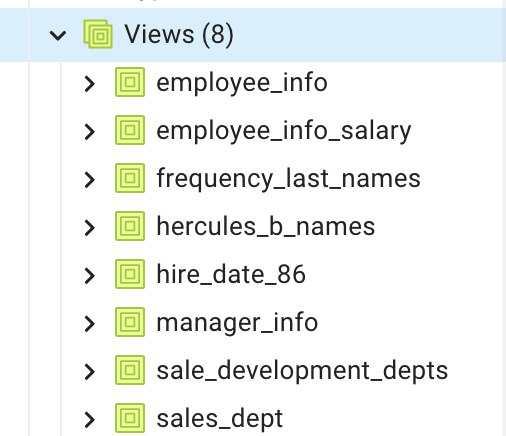 Views (8)
employee_info
employee_info_salary
frequency_last_names
hercules_b_names
hire_date_86
manager_info
sale_development_depts
sales_dept